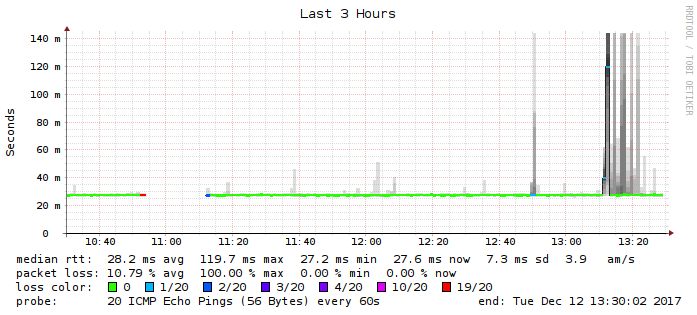 Last 3 Hours
RRDTOOL / TOBI OETIKER
Seconds
140 m
120 m
100 m
80 m
60 m
40 m
20 m
0
10:40 11:00 11:20 11:40 12:00 12:20 12:40 13:00 13:20
median rtt: 28.2 ms avg 119.7 ms max 27.2 ms min 27.6 ms now 7.3 ms sd 3.9 am/s
packet loss: 10.79 % avg 100.00 % max 0.00 % min 0.00 % now
loss color: 0 1/20 2/20 3/20 4/20 10/20 19/20
probe: 20 ICMP Echo Pings (56 Bytes) every 60s end: Tue Dec 12 13:30:02 2017